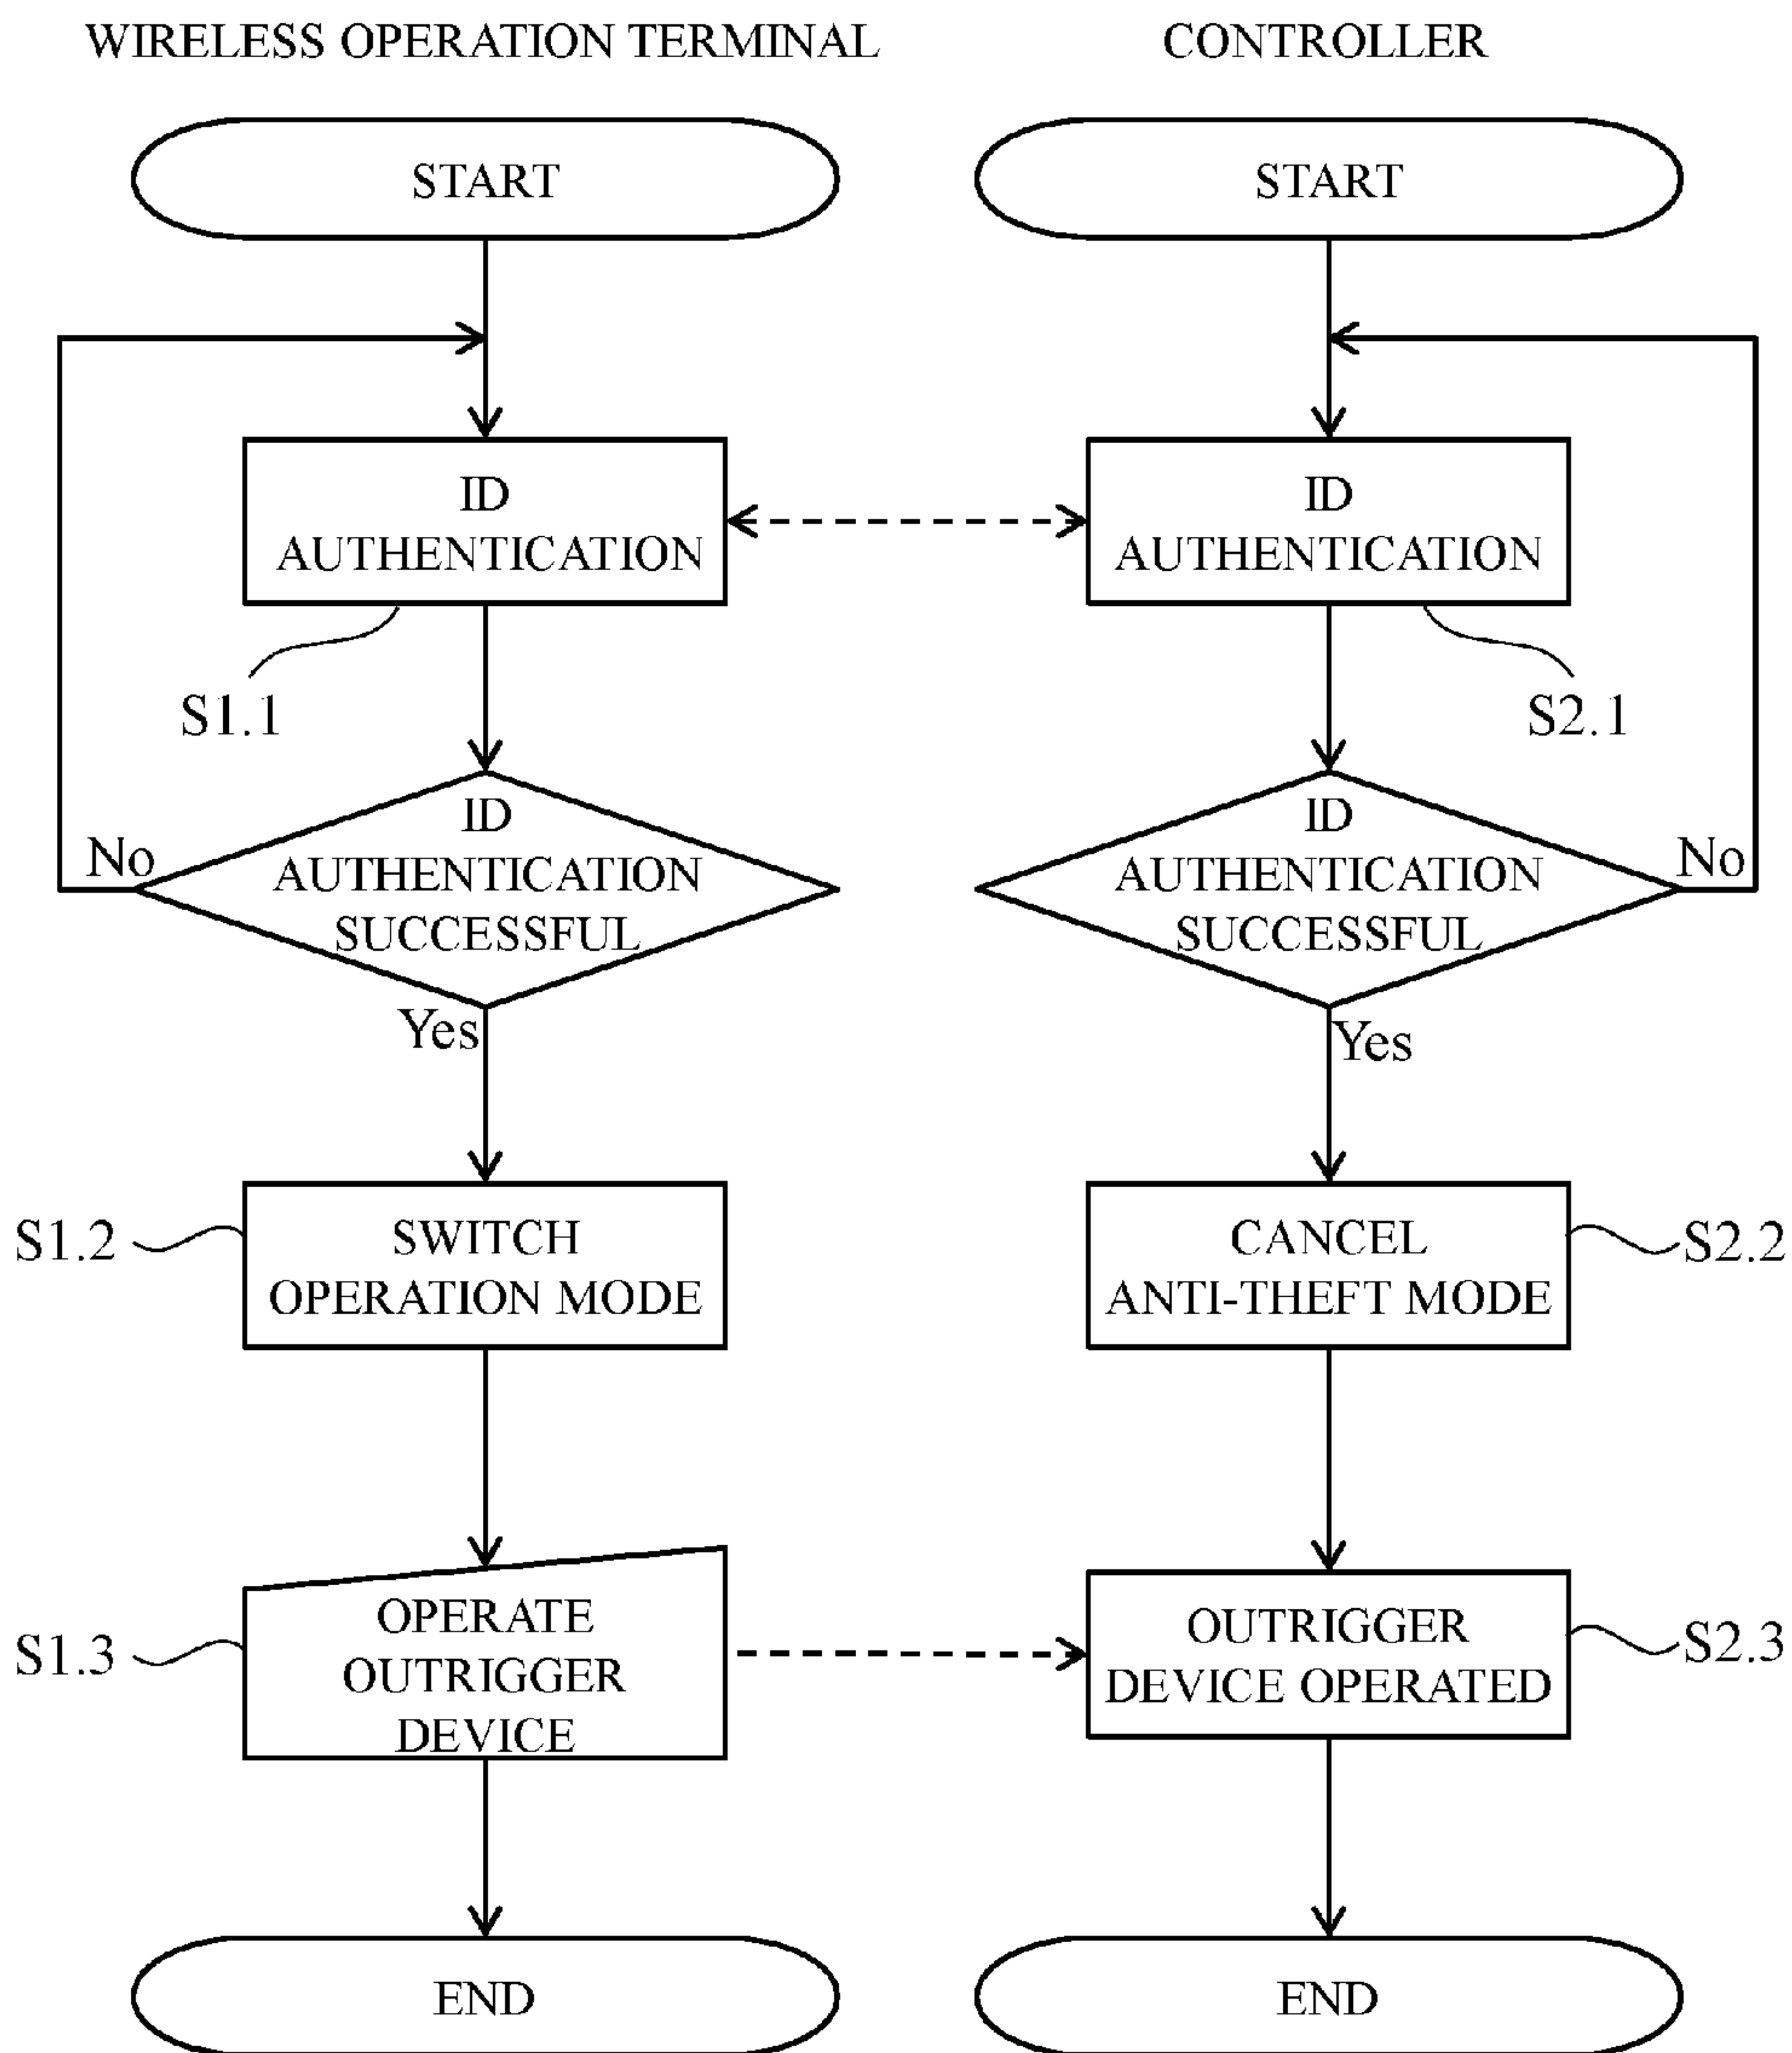 WIRELESS OPERATION TERMINAL
START
ID
AUTHENTICATION
S1.1
ID
AUTHENTICATION
SUCCESSFUL
No
Yes
S1.2
SWITCH
OPERATION MODE
S1.3
OPERATE
OUTRIGGER
DEVICE
END
CONTROLLER
START
ID
AUTHENTICATION
S2.1
ID
AUTHENTICATION
SUCCESSFUL
No
Yes
CANCEL
ANTI-THEFT MODE
S2.2
OUTRIGGER
DEVICE OPERATED
S2.3
END